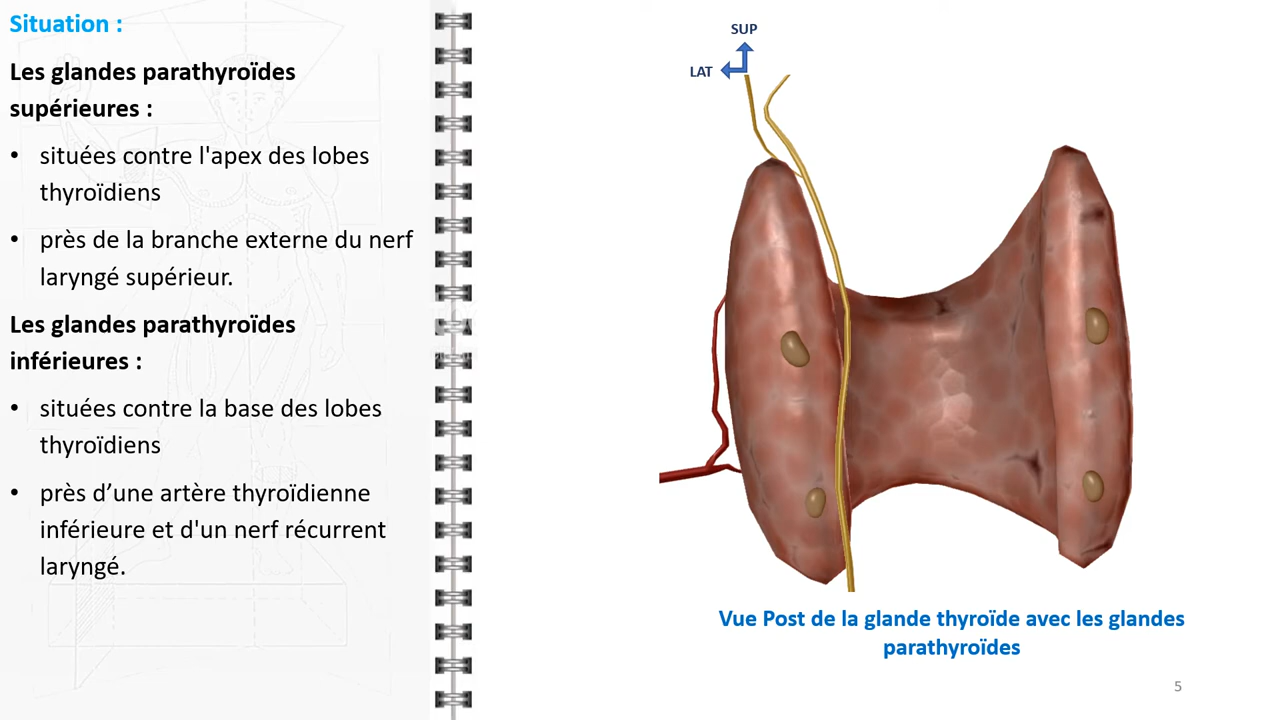 Situation :
Les glandes parathyroïdes
supérieures :
• situées contre l'apex des lobes
thyroïdiens
• près de la branche externe du nerf
laryngé supérieur.
Les glandes parathyroïdes
inférieures :
• situées contre la base des lobes
thyroïdiens
• près d’une artère thyroïdienne
inférieure et d'un nerf récurrent
laryngé.
SUP
LAT
Vue Post de la glande thyroïde avec les glandes
parathyroïdes
5